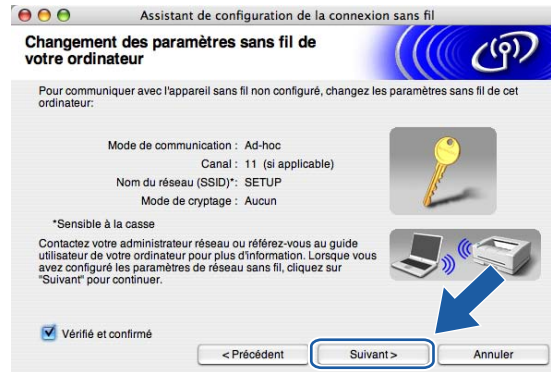 Assistant de configuration de la connexion sans fil
Changement des paramètres sans fil de
votre ordinateur
Pour communiquer avec l'appareil sans fil non configuré, changez les paramètres sans fil de cet
ordinateur:
Mode de communication : Ad-hoc
Canal : 11 (si applicable)
Nom du réseau (SSID)*: SETUP
Mode de cryptage : Aucun
*Sensible à la casse
Contactez votre administrateur réseau ou référez-vous au guide
utilisateur de votre ordinateur pour plus d'information. Lorsque vous
avez configuré les paramètres de réseau sans fil, cliquez sur
"Suivant" pour continuer.
Vérifié et confirmé
< Précédent
Suivant >
Annuler